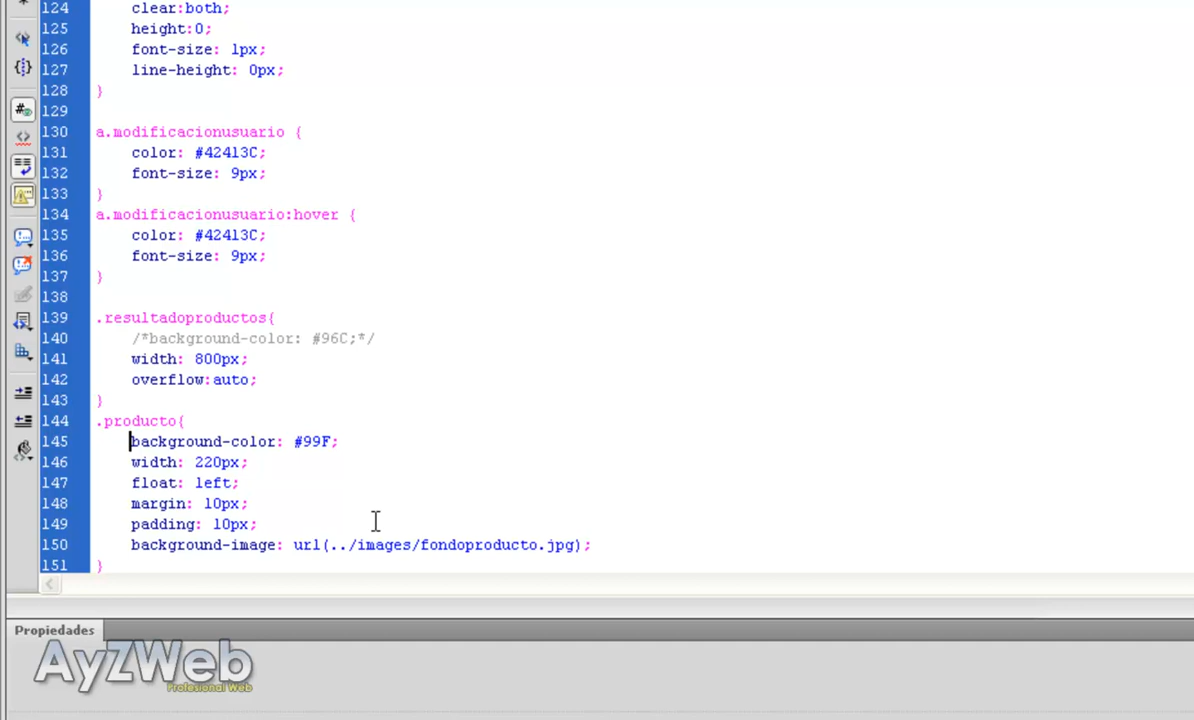 124 clear:both;
125 height:0;
126 font-size: 1px;
127 line-height: 0px;
128 }
129
130 a.modificacionusuario {
131 color: #42413C;
132 font-size: 9px;
133 }
134 a.modificacionusuario:hover {
135 color: #42413C;
136 font-size: 9px;
137 }
138
139 .resultadoproductos{
140 /*background-color: #96C;*/
141 width: 800px;
142 overflow:auto;
143 }
144 .producto{
145 background-color: #99F;
146 width: 220px;
147 float: left;
148 margin: 10px;
149 padding: 10px;
150 background-image: url(../images/fondoproducto.jpg);
151 }
Propiedades
AyZWeb
Profesional Web